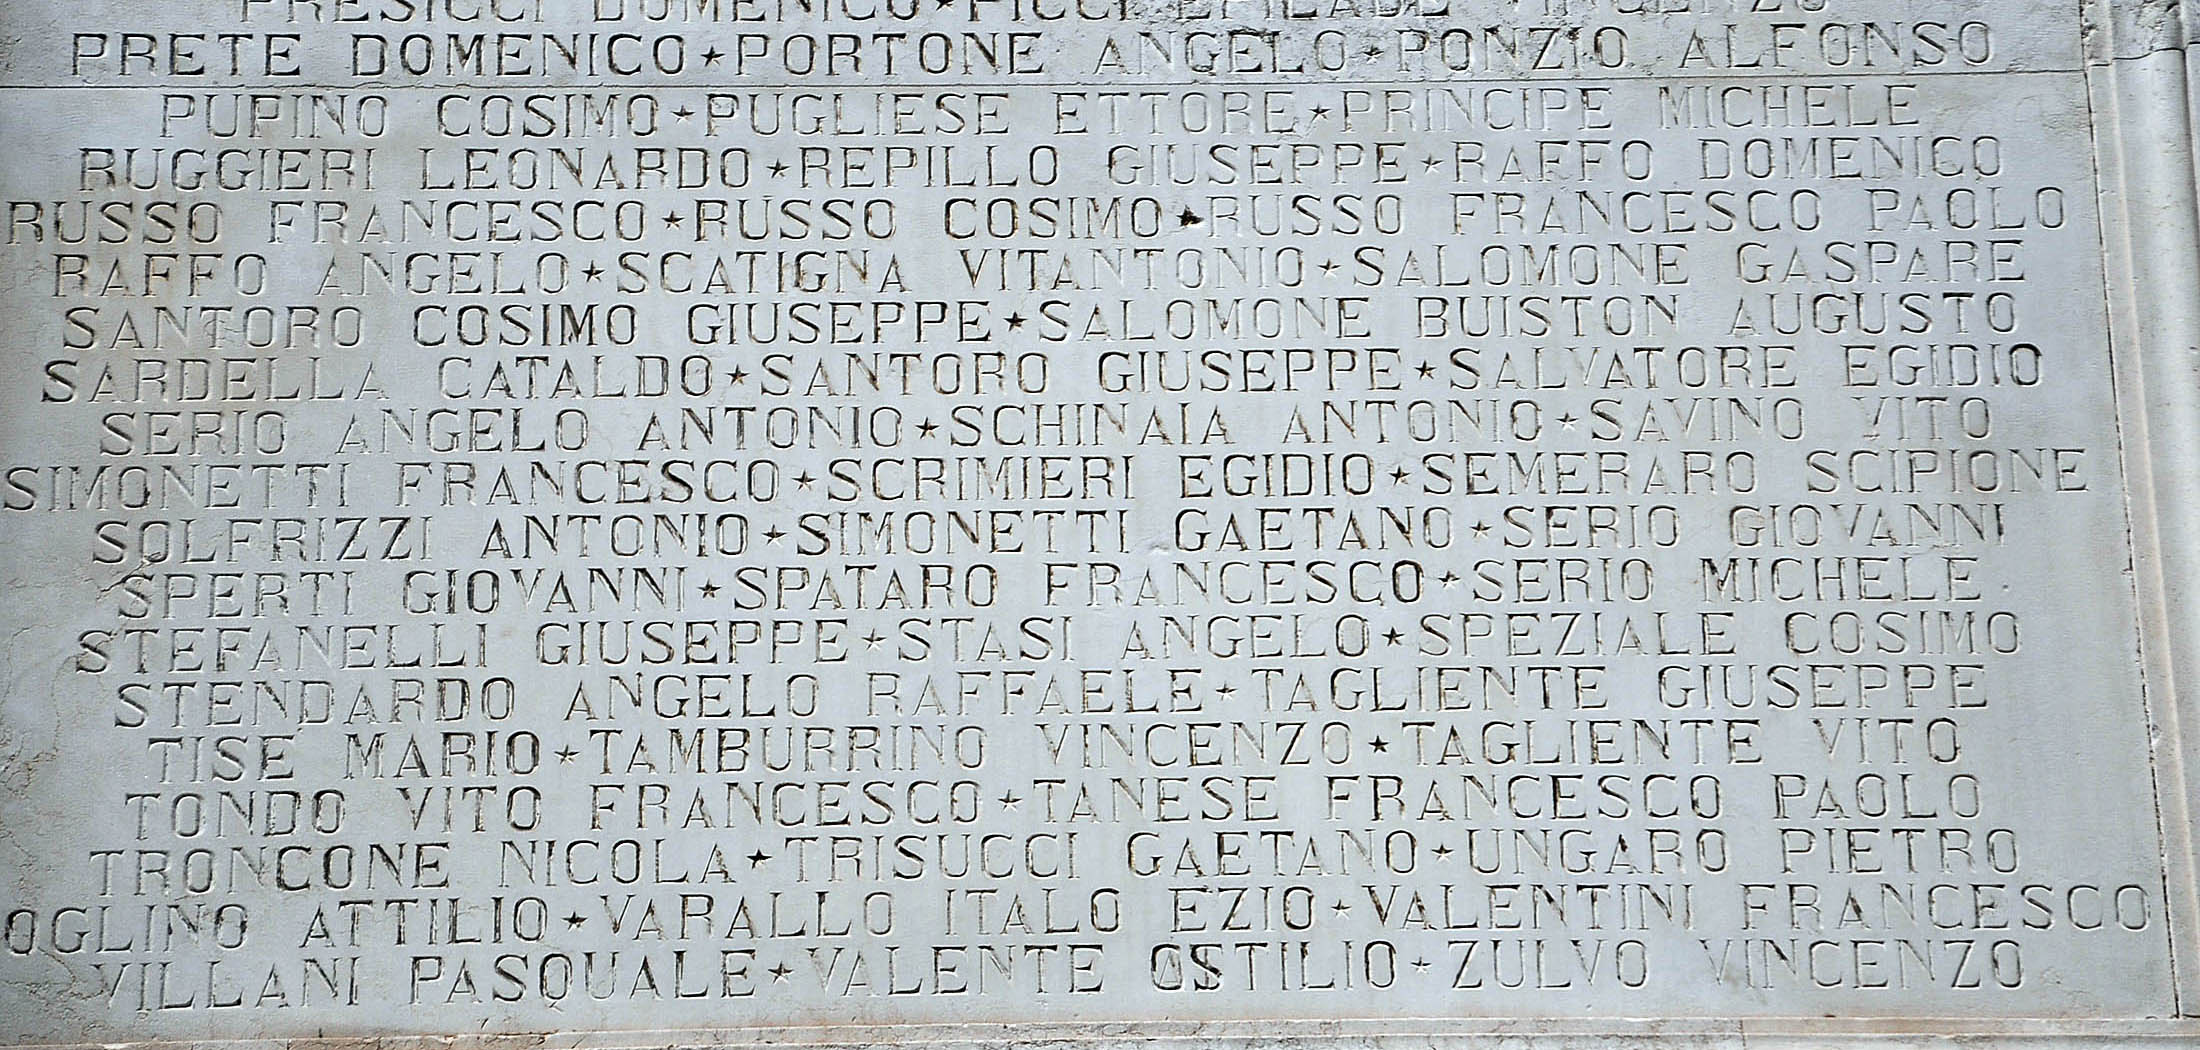 PRESICCI DOMENICO★PICCI EPILADE VINCENZO
PRETE DOMENICO★PORTONE ANGELO★PONZIO ALFONSO
PUPINO COSIMO★PUGLIESE ETTORE★PRINCIPE MICHELE
RUGGIERI LEONARDO★REPILLO GIUSEPPE★RAFFO DOMENICO
RUSSO FRANCESCO★RUSSO COSIMO★RUSSO FRANCESCO PAOLO
RAFFO ANGELO★SCATIGNA VITANTONIO★SALOMONE GASPARE
SANTORO COSIMO GIUSEPPE★SALOMONE BUISTON AUGUSTO
SARDELLA CATALDO★SANTORO GIUSEPPE★SALVATORE EGIDIO
SERIO ANGELO ANTONIO★SCHINAIA ANTONIO★SAVINO VITO
SIMONETTI FRANCESCO★SCRIMIERI EGIDIO★SEMERARO SCIPIONE
SOLFRIZZI ANTONIO★SIMONETTI GAETANO★SERIO GIOVANNI
SPERTI GIOVANNI★SPATARO FRANCESCO★SERIO MICHELE
STEFANELLI GIUSEPPE★STASI ANGELO★SPEZIALE COSIMO
STENDARDO ANGELO RAFFAELE★TAGLIENTE GIUSEPPE
TISE MARIO★TAMBURRINO VINCENZO★TAGLIENTE VITO
TONDO VITO FRANCESCO★TANESE FRANCESCO PAOLO
TRONCONE NICOLA★TRISUCCI GAETANO★UNGARO PIETRO
OGLINO ATTILIO★VARALLO ITALO EZIO★VALENTINI FRANCESCO
VILLANI PASQUALE★VALENTE OSTILIO★ZULVO VINCENZO